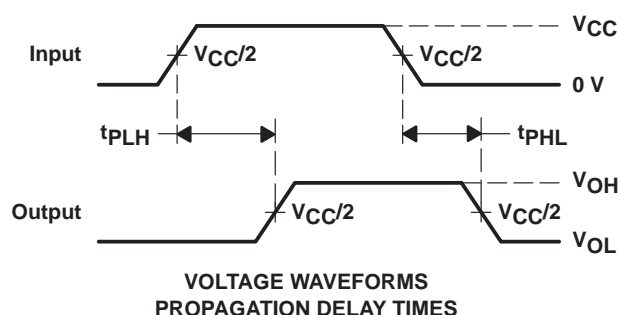 VCC
Input
VCC/2
VCC/2
0 V
tPLH
tPHL
VOH
Output
VCC/2
VCC/2
VOL
VOLTAGE WAVEFORMS
PROPAGATION DELAY TIMES